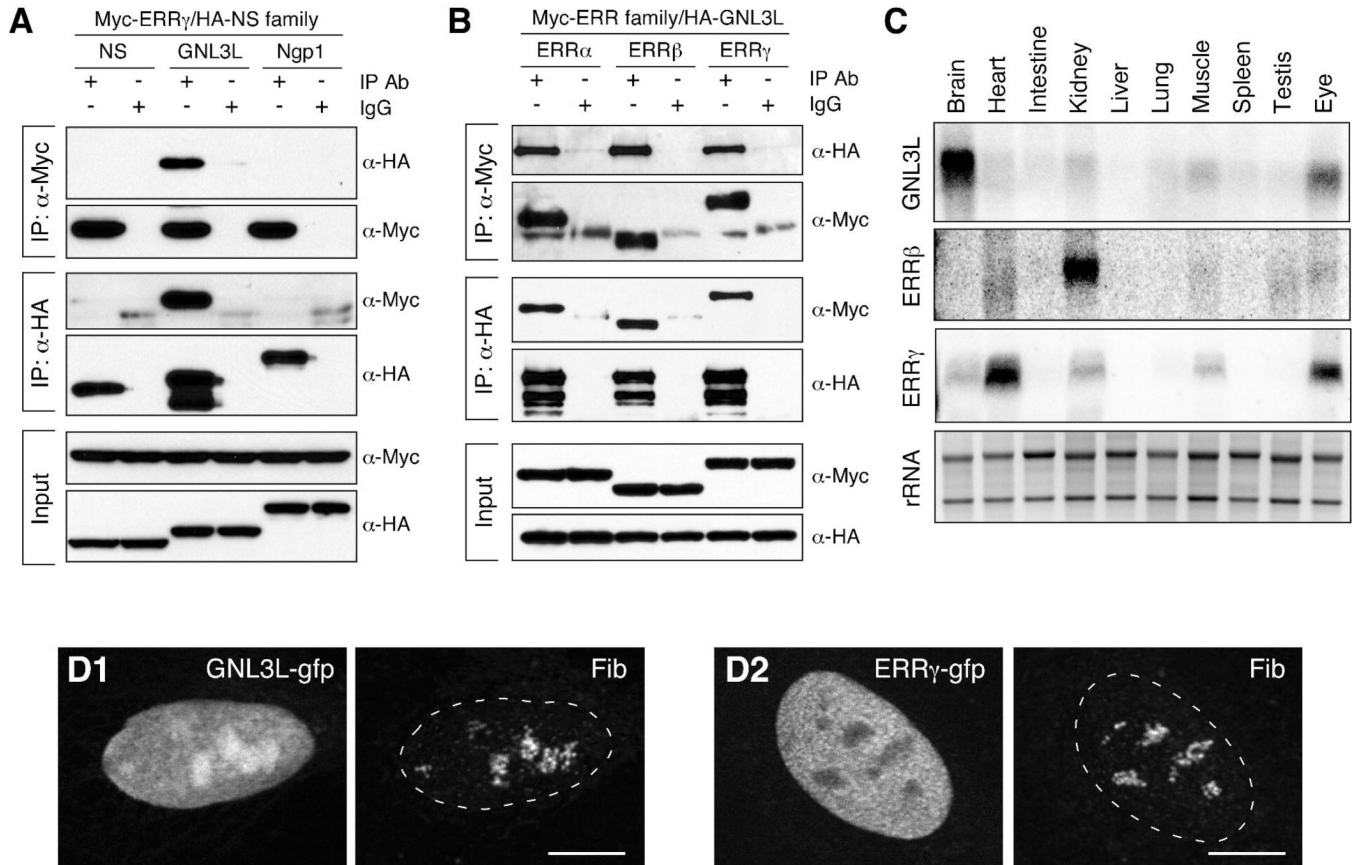 A
Myc-ERRγ/HA-NS family
NS GNL3L Ngp1
+ - + - + - IP Ab
- + - + - + IgG
IP: α-Myc
α-HA
α-Myc
IP: α-HA
α-Myc
α-HA
Input
α-Myc
α-HA
B
Myc-ERR family/HA-GNL3L
ERRα ERRβ ERRγ
+ - + - + - IP Ab
- + - + - + IgG
IP: α-Myc
α-HA
α-Myc
IP: α-HA
α-Myc
α-HA
Input
α-Myc
α-HA
C
Brain Heart Intestine Kidney Liver Lung Muscle Spleen Testis Eye
GNL3L
ERRβ
ERRγ
rRNA
D1 GNL3L-gfp
Fib
D2 ERRγ-gfp
Fib